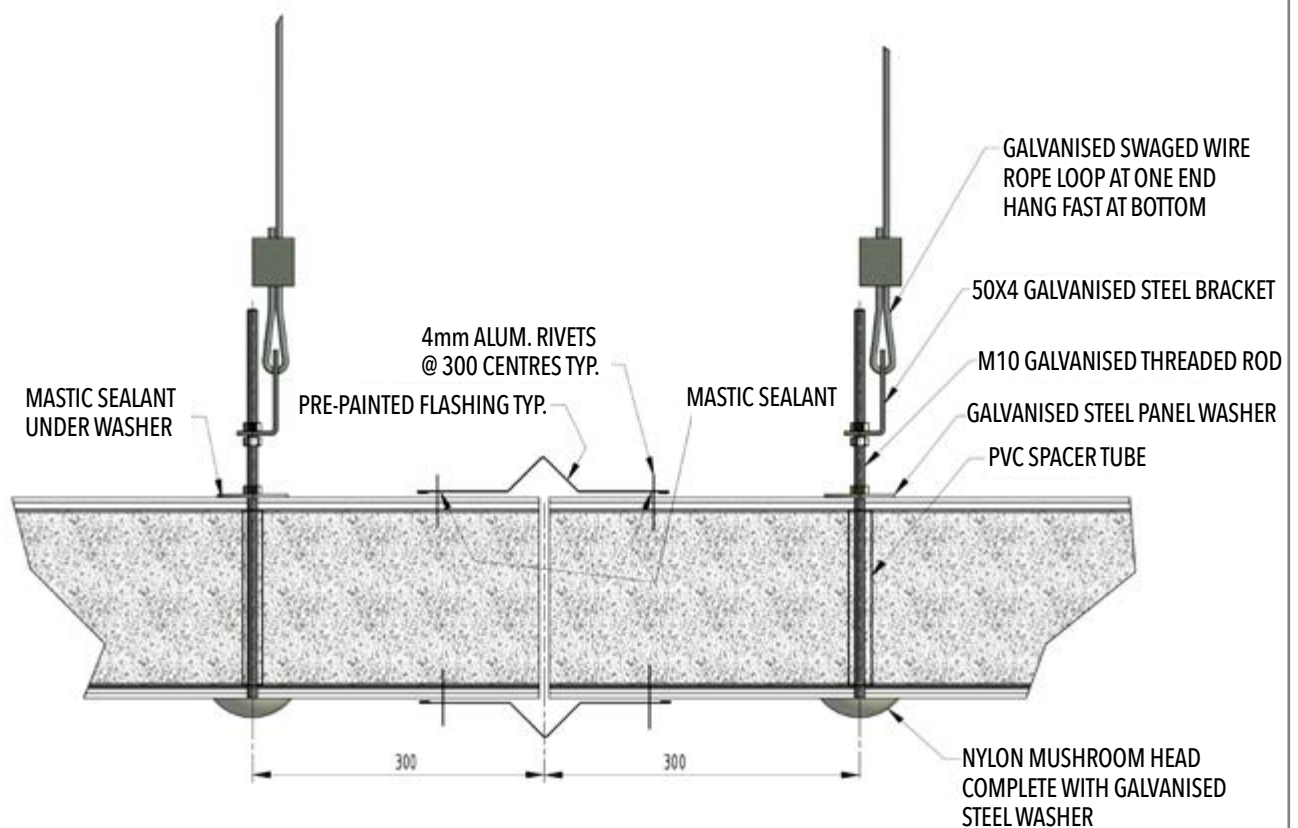 GALVANISED SWAGED WIRE
ROPE LOOP AT ONE END
HANG FAST AT BOTTOM
50X4 GALVANISED STEEL BRACKET
4mm ALUM. RIVETS
@ 300 CENTRES TYP.
M10 GALVANISED THREADED ROD
MASTIC SEALANT
UNDER WASHER
PRE-PAINTED FLASHING TYP.
MASTIC SEALANT
GALVANISED STEEL PANEL WASHER
PVC SPACER TUBE
300
300
NYLON MUSHROOM HEAD
COMPLETE WITH GALVANISED
STEEL WASHER